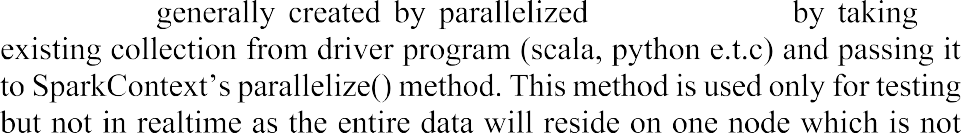 generally created by parallelized by taking
existing collection from driver program (scala, python e.t.c) and passing it
to SparkContext's parallelize() method. This method is used only for testing
but not in realtime as the entire data will reside on one node which is not